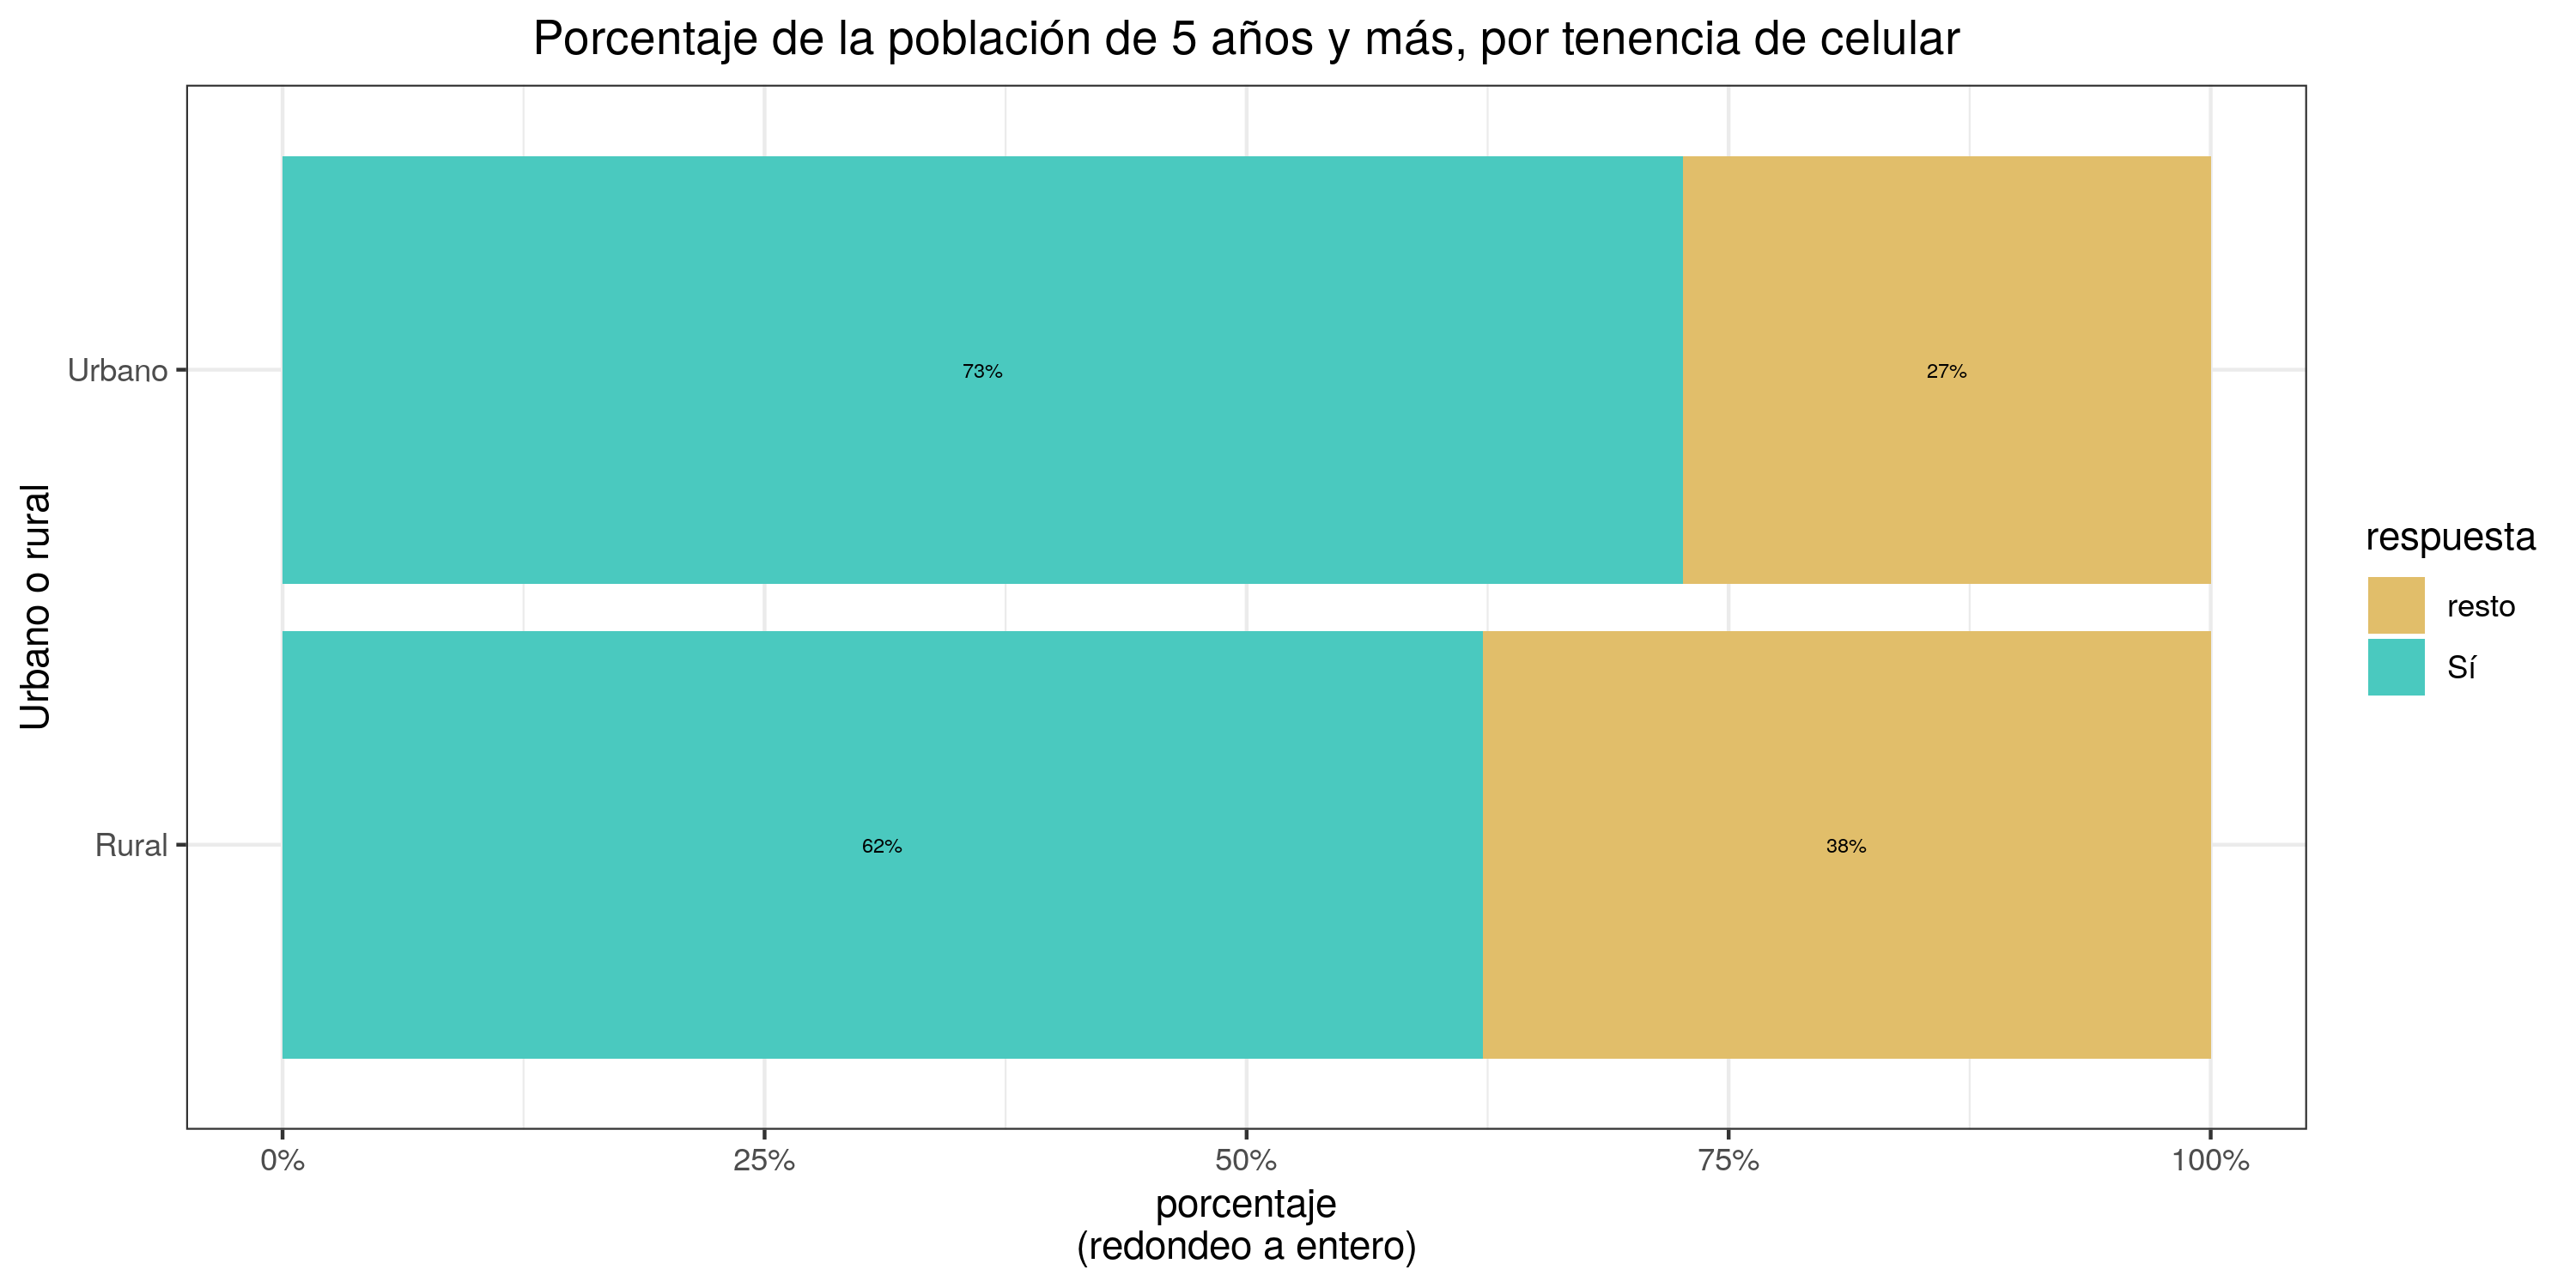 Porcentaje de la población de 5 años y más, por tenencia de celular
Urbano o rural
Urbano
73%
27%
Rural
62%
38%
0%
25%
50%
75%
100%
porcentaje
(redondeo a entero)
respuesta
resto
Sí